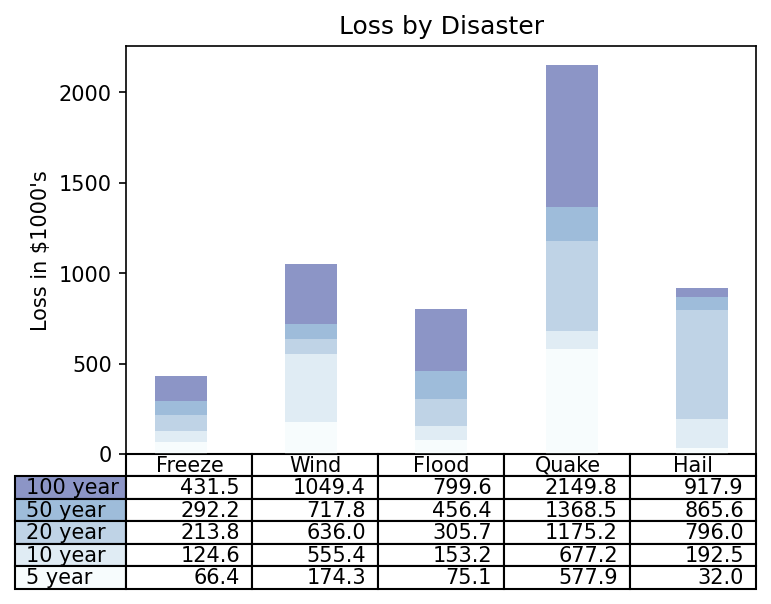 Loss by Disaster
Loss in $1000's
2000
1500
1000
500
0
Freeze Wind Flood Quake Hail
100 year 431.5 1049.4 799.6 2149.8 917.9
50 year 292.2 717.8 456.4 1368.5 865.6
20 year 213.8 636.0 305.7 1175.2 796.0
10 year 124.6 555.4 153.2 677.2 192.5
5 year 66.4 174.3 75.1 577.9 32.0